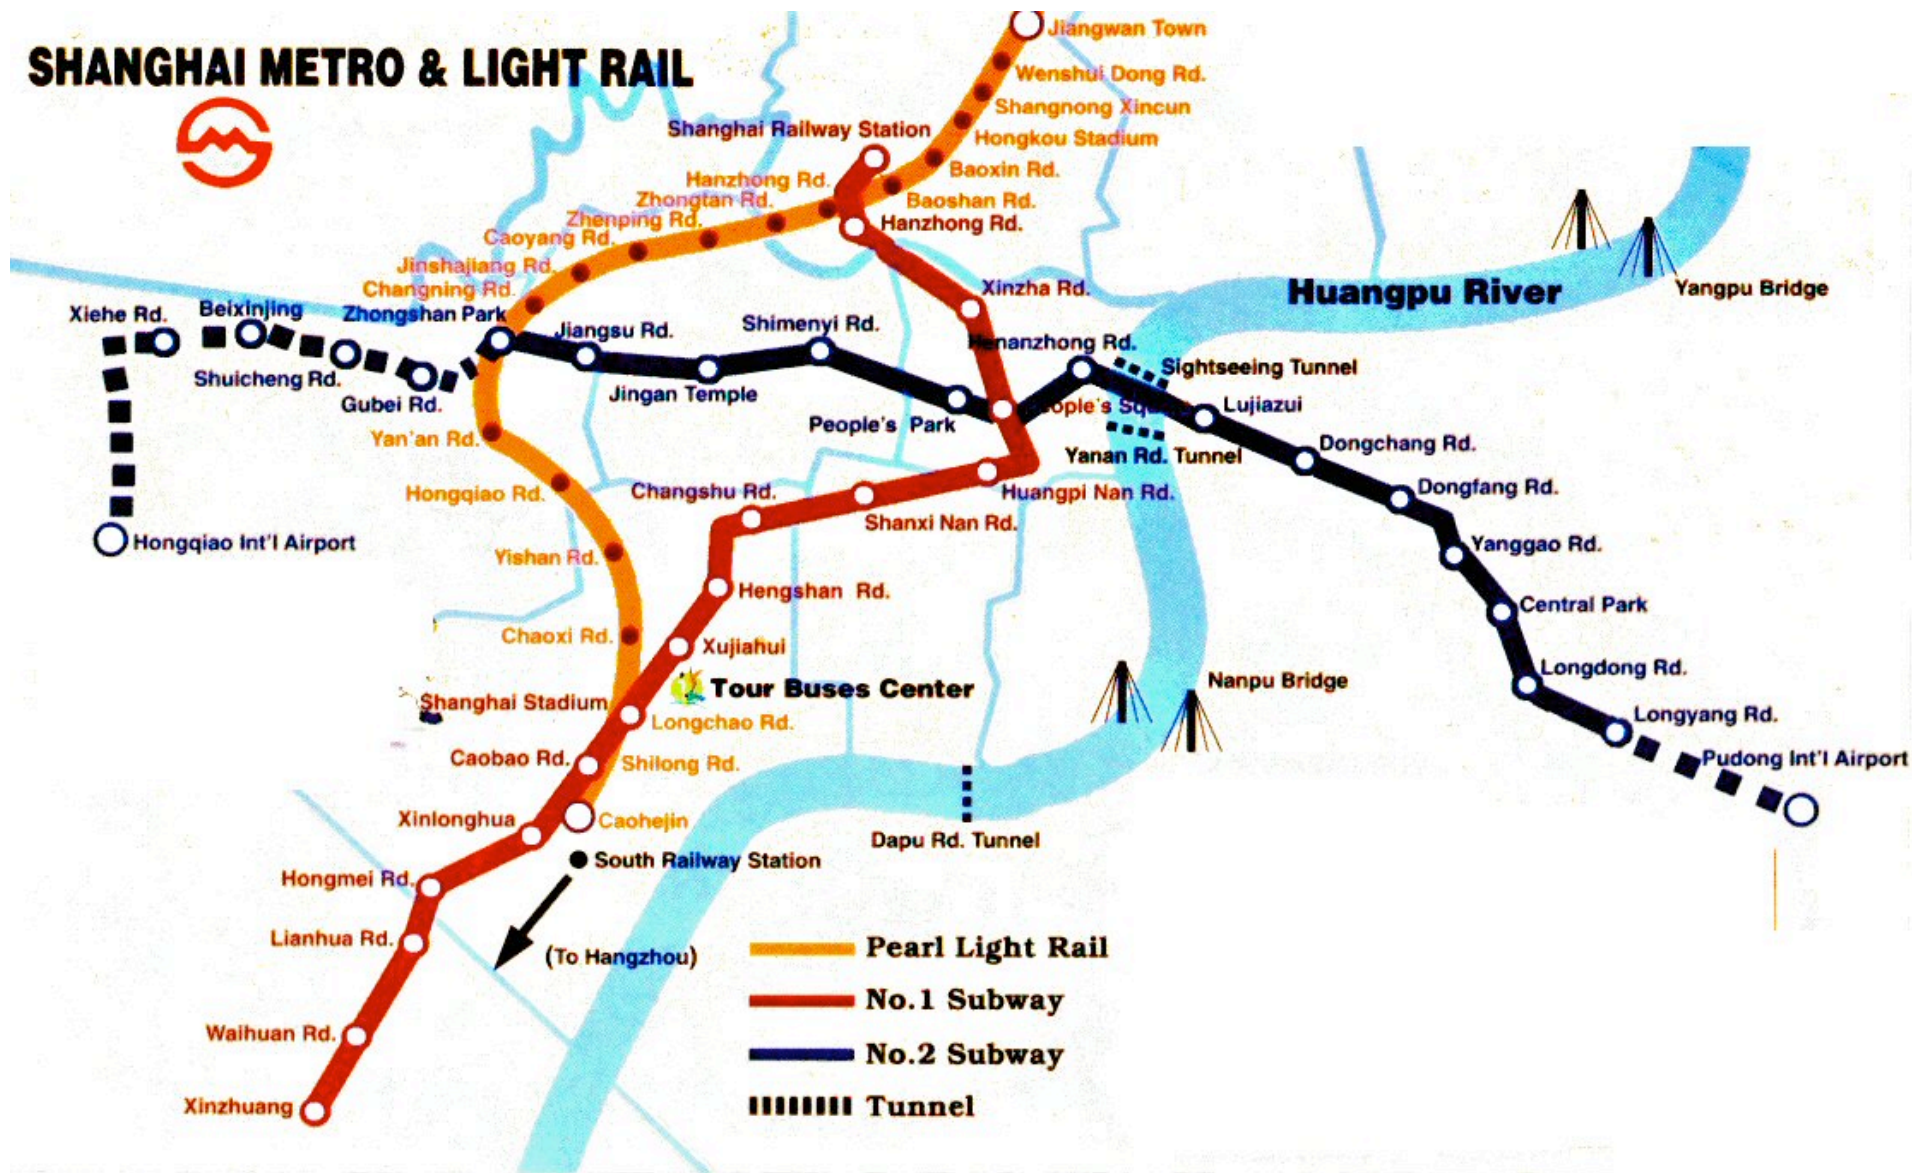 SHANGHAI METRO & LIGHT RAIL
Jiangwan Town
Wenshui Dong Rd.
Shangnong Xincun
Hongkou Stadium
Baoxin Rd.
Baoshan Rd.
Shanghai Railway Station
Hanzhong Rd.
Zhongtan Rd.
Zhenping Rd.
Caoyang Rd.
Jinshajiang Rd.
Changning Rd.
Hanzhong Rd.
Xinzha Rd.
Huangpu River
Yangpu Bridge
Xiehe Rd.
Beixinjing
Zhongshan Park
Jiangsu Rd.
Shimenyi Rd.
Henanzhong Rd.
Sightseeing Tunnel
Shuicheng Rd.
Gubei Rd.
Jingan Temple
People's Park
People's Square
Lujiazui
Yan'an Rd.
Yanan Rd. Tunnel
Dongchang Rd.
Hongqiao Rd.
Changshu Rd.
Shanxi Nan Rd.
Huangpi Nan Rd.
Dongfang Rd.
Hongqiao Int'l Airport
Yishan Rd.
Yanggao Rd.
Hengshan Rd.
Central Park
Chaoxi Rd.
Xujiahui
Longdong Rd.
Tour Buses Center
Nanpu Bridge
Shanghai Stadium
Longchao Rd.
Longyang Rd.
Caobao Rd.
Shilong Rd.
Pudong Int'l Airport
Xinlonghua
Caohejin
Dapu Rd. Tunnel
South Railway Station
Hongmei Rd.
Lianhua Rd.
(To Hangzhou)
Pearl Light Rail
No.1 Subway
Waihuan Rd.
No.2 Subway
Xinzhuang
Tunnel